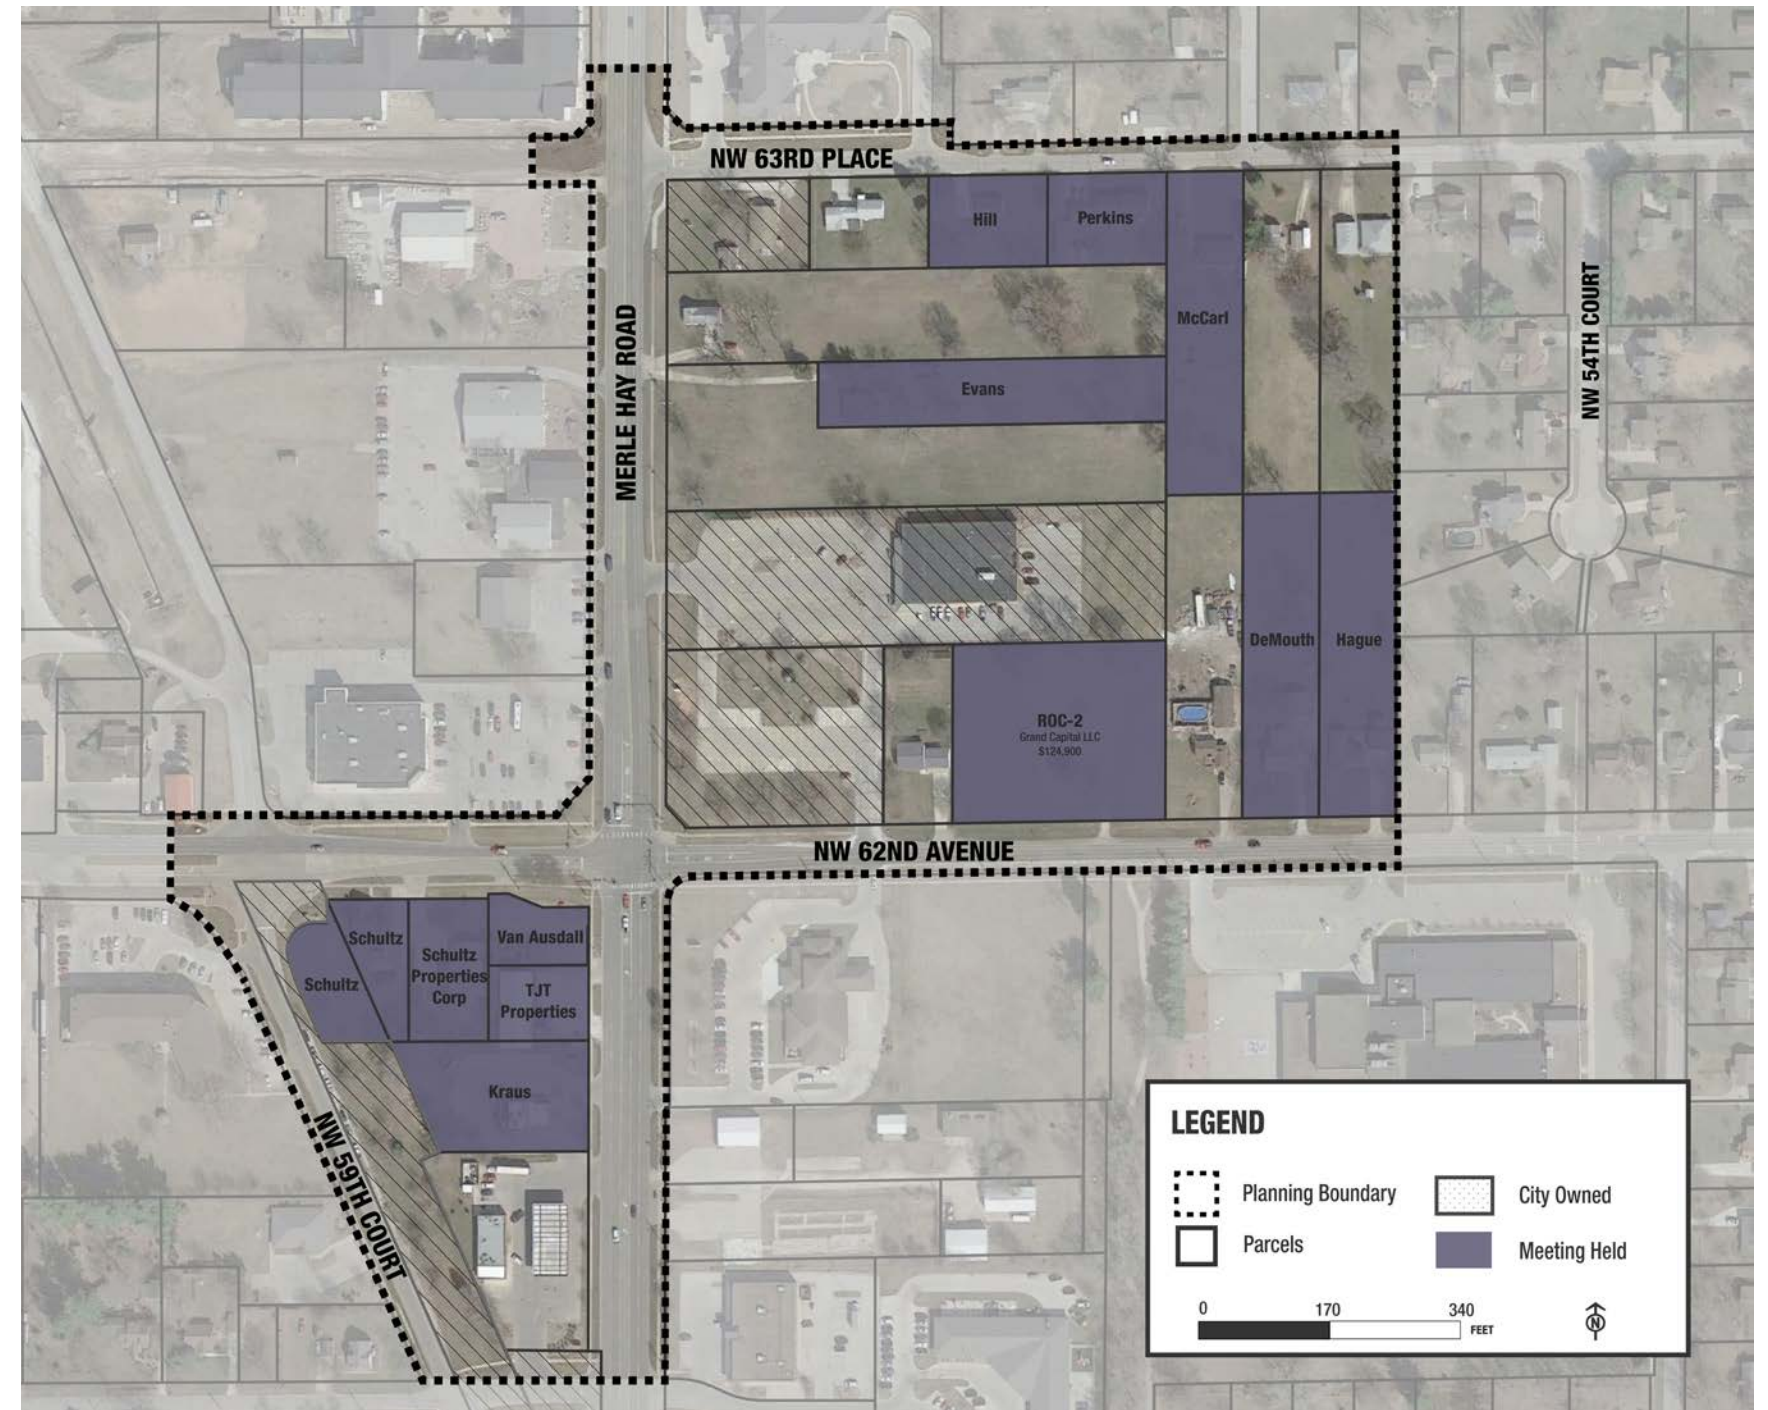 NW 63RD PLACE
Hill
Perkins
McCarl
MERLE HAY ROAD
NW 54TH COURT
Evans
DeMouth
Hague
ROC-2
Grand Capital LLC
$124,900
NW 62ND AVENUE
Schultz
Schultz
Schultz
Properties
Corp
Van Ausdall
TJT
Properties
Kraus
NW 59TH COURT
LEGEND
Planning Boundary
City Owned
Parcels
Meeting Held
0 170 340
FEET
N